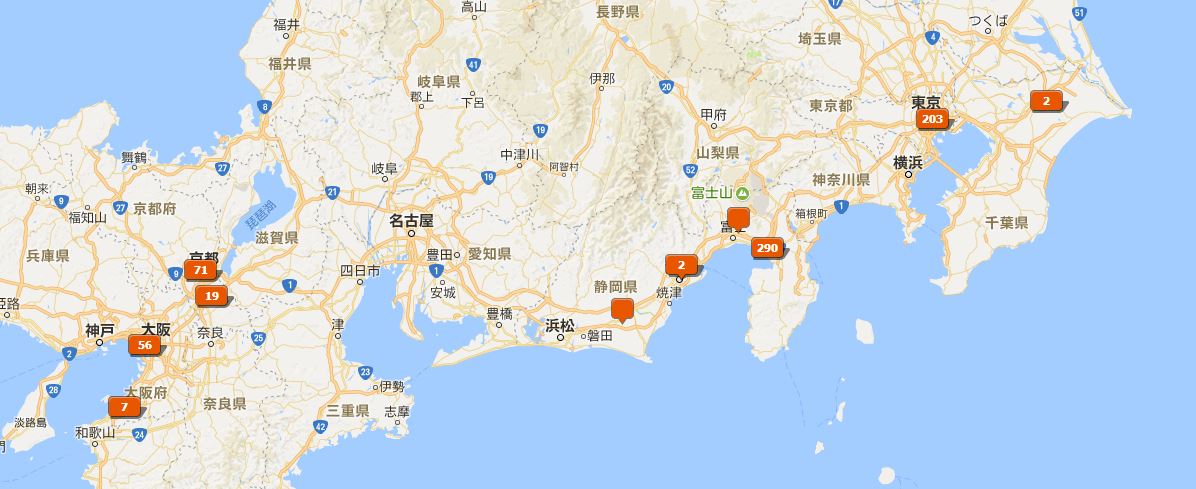 高山
長野県
17
つくば
51
福井
埼玉県
4
福井県
41
岐阜県
伊那
20
東京都
東京
2
8
郡上
下呂
甲府
203
19
舞鶴
27
岐阜
中津川
阿智村
52
山梨県
横浜
朝来
9
福知山
京都府
21
19
富士山
神奈川県
1
箱根町
琵琶湖
名古屋
千葉県
滋賀県
290
兵庫県
京都
豊田
愛知県
2
9
71
四日市
1
1
静岡県
19
安城
焼津
豊橋
浜松
磐田
神戸
大阪
奈良
津
25
56
2
23
伊勢
28
大阪府
奈良県
7
三重県
志摩
淡路島
和歌山
24
42